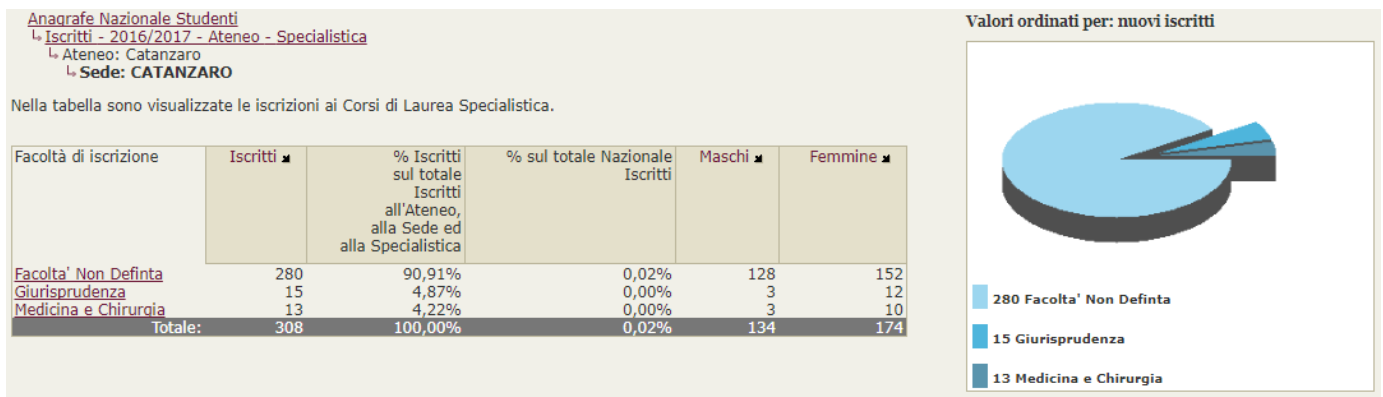 Anagrafe Nazionale Studenti
Iscritti - 2016/2017 - Ateneo - Specialistica
Ateneo: Catanzaro
Sede: CATANZARO
Nella tabella sono visualizzate le iscrizioni ai Corsi di Laurea Specialistica.
Facoltà di iscrizione Iscritti % Iscritti % sul totale Nazionale Maschi Femmine
sul totale Iscritti
Iscritti
all'Ateneo,
alla Sede ed
alla Specialistica
Facolta' Non DefINta 280 90,91% 0,02% 128 152
Giurisprudenza 15 4,87% 0,00% 3 12
Medicina e Chirurgia 13 4,22% 0,00% 3 10
Totale: 308 100,00% 0,02% 134 174
Valori ordinati per: nuovi iscritti
280 Facolta' Non Definta
15 Giurisprudenza
13 Medicina e Chirurgia